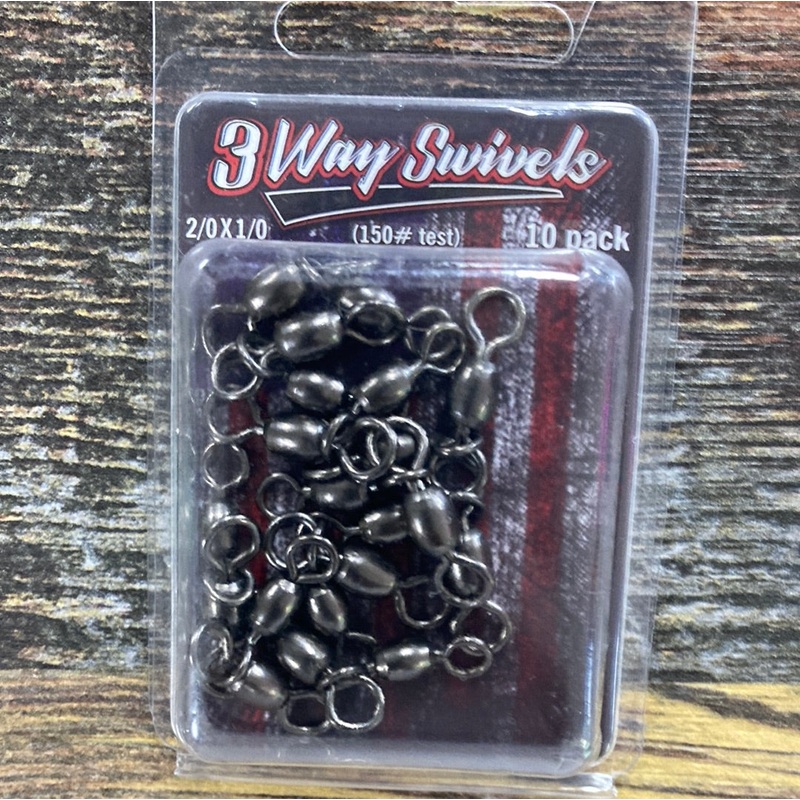 3 Way Swivels
2/0X1/0 (150# test) 10 pack